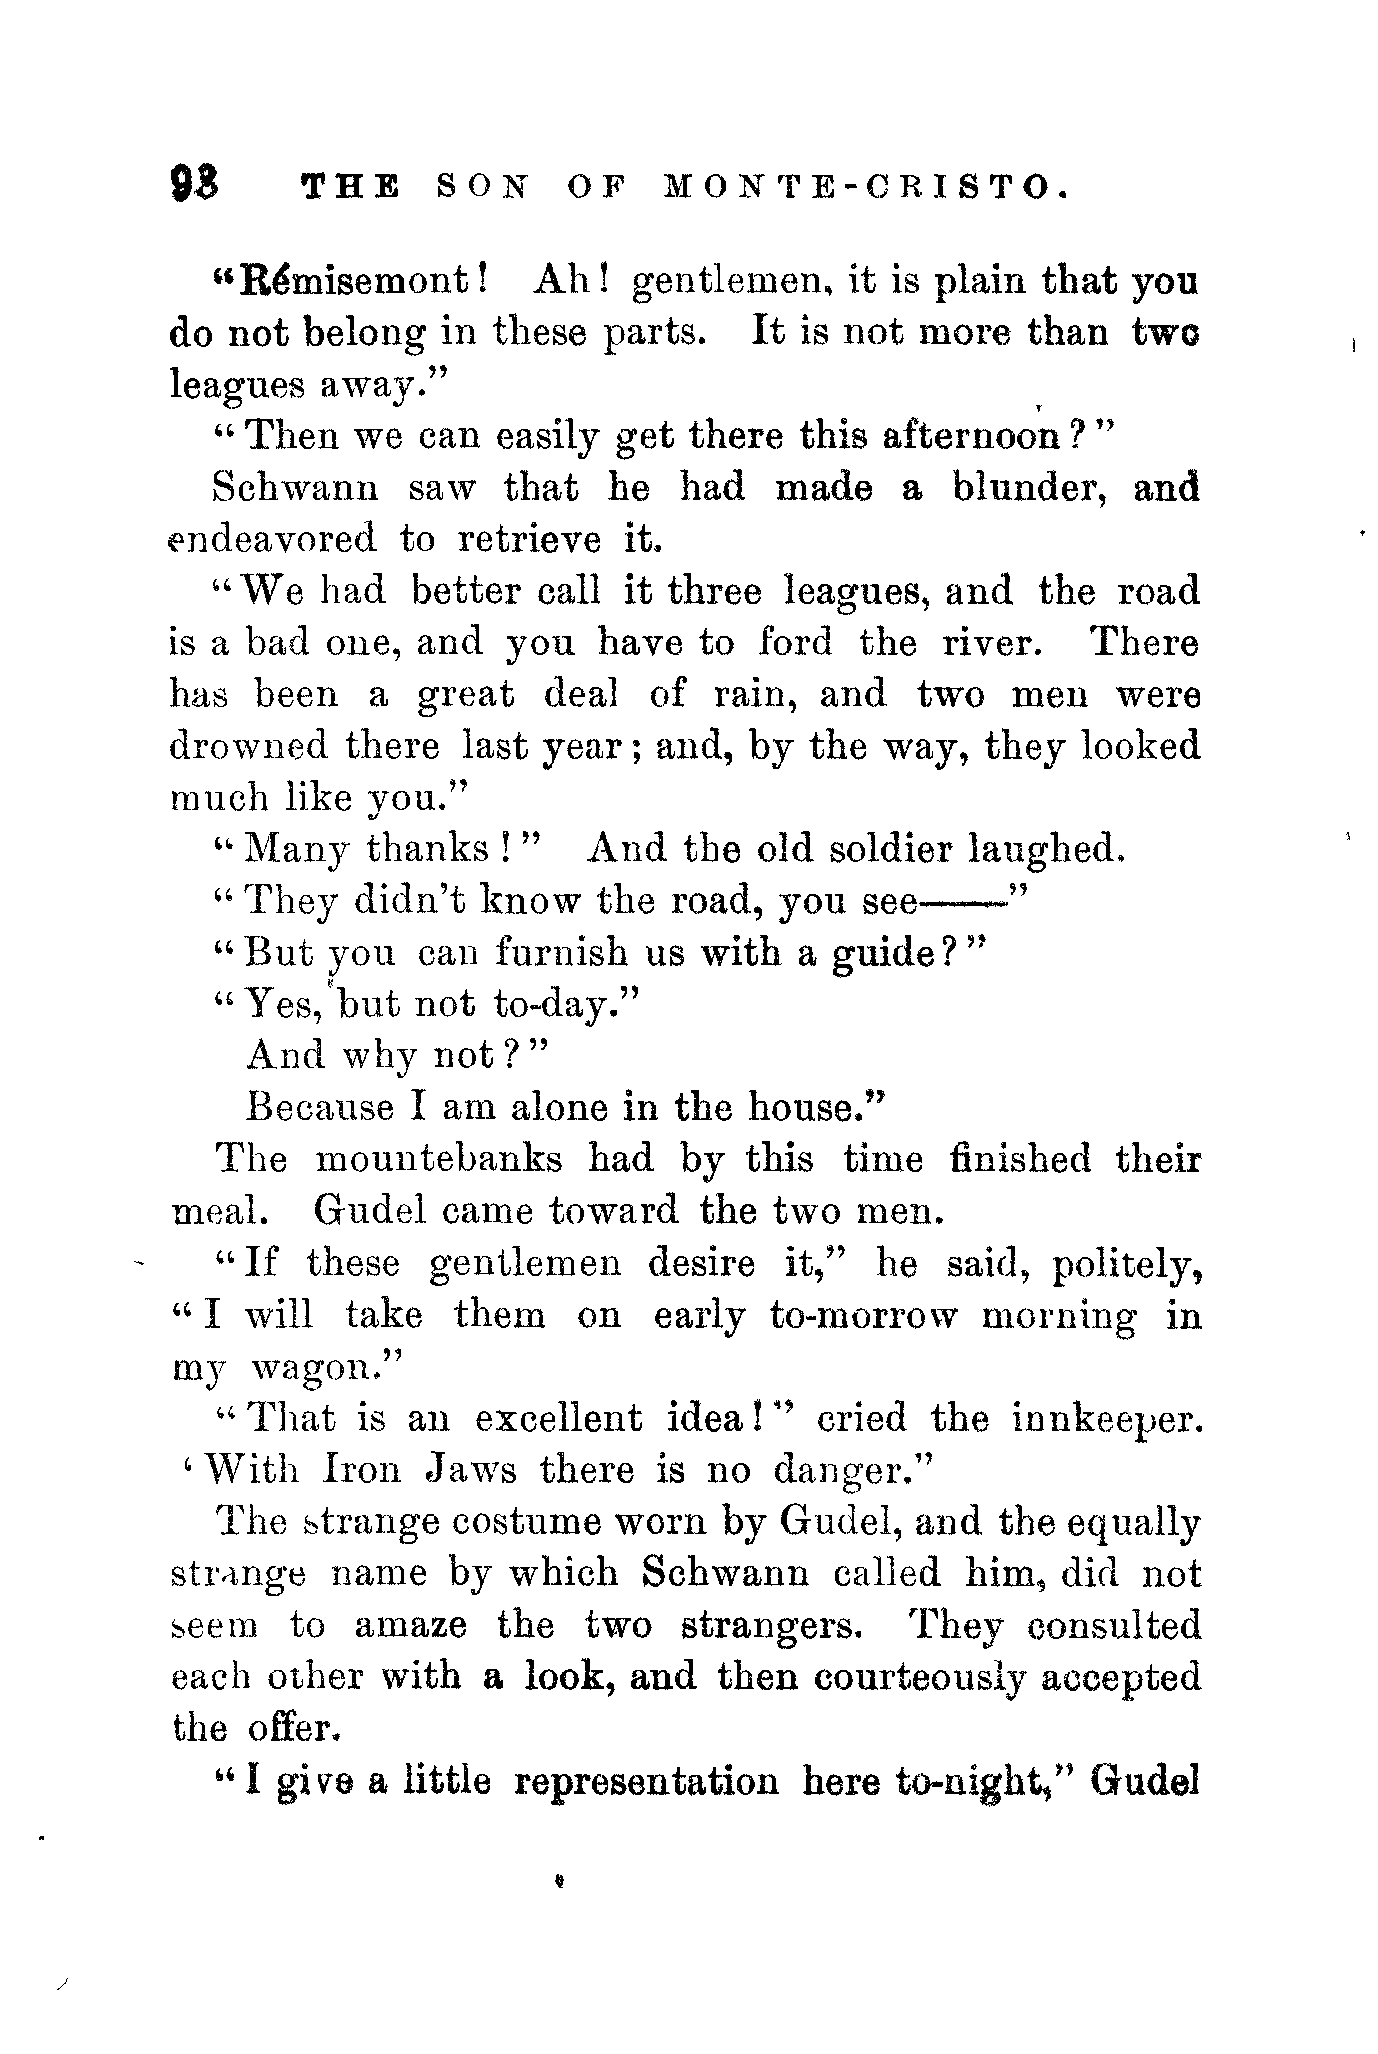 98 THE SON OF MONTE-CRISTO.
“Rémisemont! Ah! gentlemen, it is plain that you
do not belong in these parts. It is not more than two
leagues away.”
“Then we can easily get there this afternoon?”
Schwann saw that he had made a blunder, and
endeavored to retrieve it.
“We had better call it three leagues, and the road
is a bad one, and you have to ford the river. There
has been a great deal of rain, and two men were
drowned there last year; and, by the way, they looked
much like you.”
“Many thanks!” And the old soldier laughed.
“They didn’t know the road, you see——”
“But you can furnish us with a guide?”
“Yes, but not to-day.”
And why not?”
Because I am alone in the house.”
The mountebanks had by this time finished their
meal. Gudel came toward the two men.
“If these gentlemen desire it,” he said, politely,
“I will take them on early to-morrow morning in
my wagon.”
“That is an excellent idea!” cried the innkeeper.
‘With Iron Jaws there is no danger.”
The strange costume worn by Gudel, and the equally
strange name by which Schwann called him, did not
seem to amaze the two strangers. They consulted
each other with a look, and then courteously accepted
the offer.
“I give a little representation here to-night,” Gudel